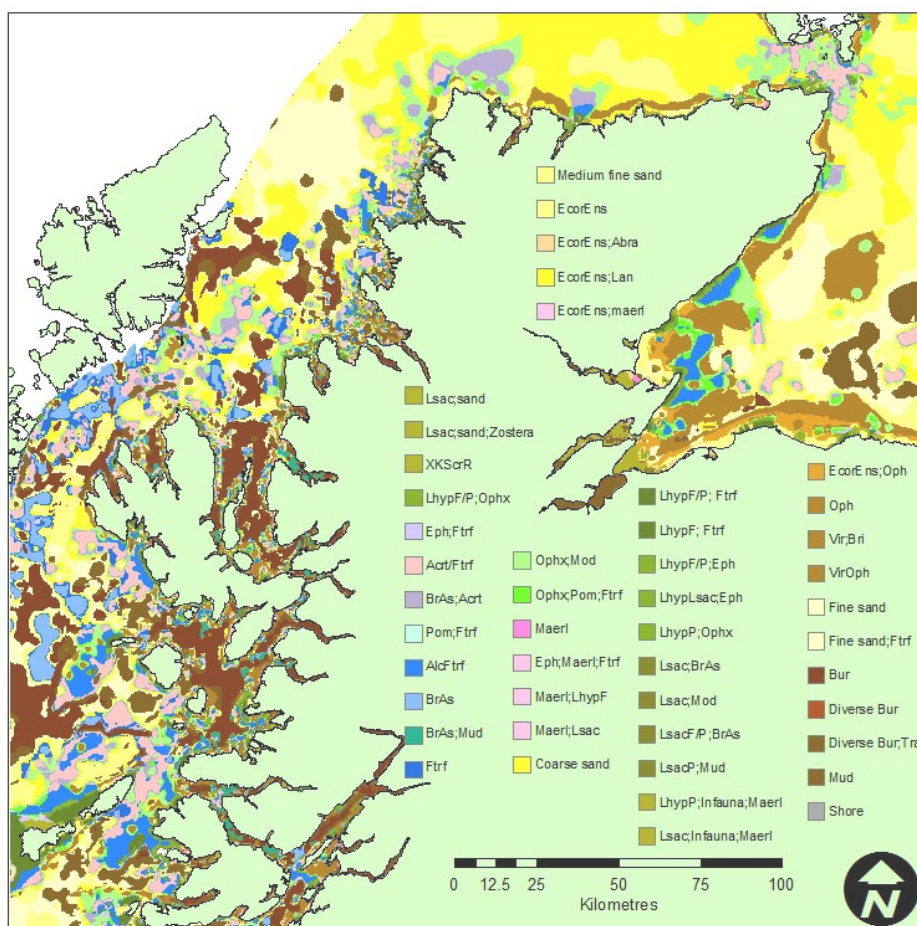 Medium fine sand
EcorEns
EcorEns;Abra
EcorEns;Lan
EcorEns;maerl
Lsac;sand
Lsac;sand;Zostera
XKScrR
LhypF/P;Ophx
Eph;Ftrf
Acrt/Ftrf
BrAs;Acrt
Pom;Ftrf
AlcFtrf
BrAs
BrAs;Mud
Ftrf
Ophx;Mod
Ophx;Pom;Ftrf
Maerl
Eph;Maerl;Ftrf
Maerl;LhypF
Maerl;Lsac
Coarse sand
LhypF/P; Ftrf
LhypF; Ftrf
LhypF/P;Eph
LhypLsac;Eph
LhypP;Ophx
Lsac;BrAs
Lsac;Mod
LsacF/P;BrAs
LsacP;Mud
LhypP;Infauna;Maerl
Lsac;Infauna;Maerl
EcorEns;Oph
Oph
Vir;Bri
VirOph
Fine sand
Fine sand;Ftrf
Bur
Diverse Bur
Diverse Bur;Tra
Mud
Shore
0 12.5 25 50 75 100
Kilometres
N